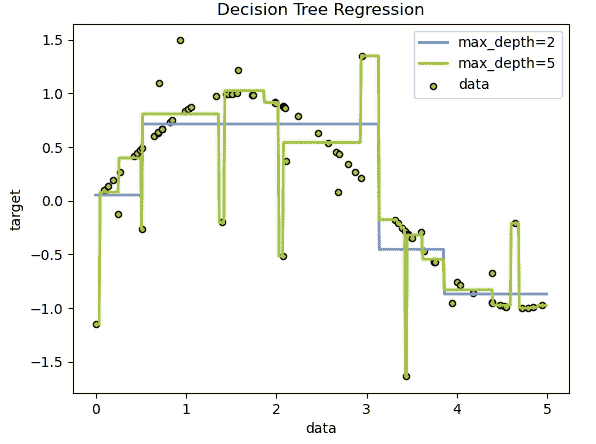 Decision Tree Regression
max_depth=2
max_depth=5
data
target
1.5
1.0
0.5
0.0
−0.5
−1.0
−1.5
0 1 2 3 4 5
data